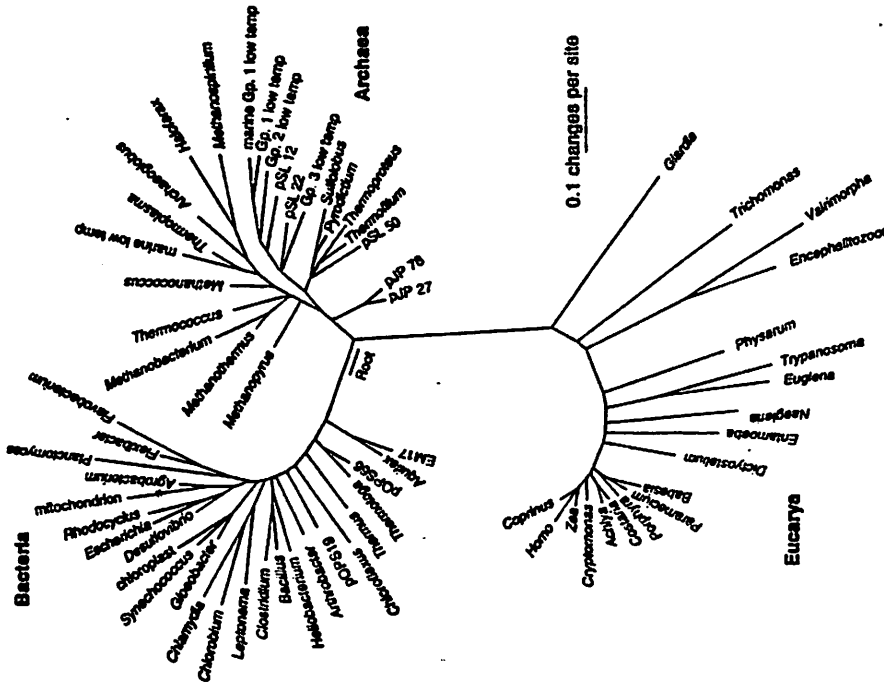 Bacteria
Archaea
Eucarya
Root
0.1 changes per site
Flavobacterium
Flexibacter
Planctomyces
Agrobacterium
mitochondrion
Rhodocyclus
Escherichia
Desulfovibrio
chloroplast
Synechococcus
Gloeobacter
Chlamydia
Chlorobium
Leptonema
Clostridium
Bacillus
Heliobacterium
Arthrobacter
pOPS19
Chloroflexus
Thermus
Thermotoga
pOPS66
Aquifex
EM17
Methanopyrus
Methanothermus
Methanobacterium
Thermococcus
Methanococcus
marine low temp
Thermoplasma
Archaeoglobus
Haloferax
Methanospirillum
marine Gp. 1 low temp
Gp. 1 low temp
Gp. 2 low temp
pSL 12
pSL 22
Gp. 3 low temp
Sulfolobus
Pyrodictium
Thermoproteus
Thermofilum
pSL 50
pJP 78
pJP 27
Giardia
Trichomonas
Vairimorpha
Encephalitozoon
Physarum
Trypanosoma
Euglena
Naegleria
Entamoeba
Dictyostelium
Babesia
Paramecium
Porphyra
Costaria
Achlya
Cryptomonas
Zea
Homo
Coprinus